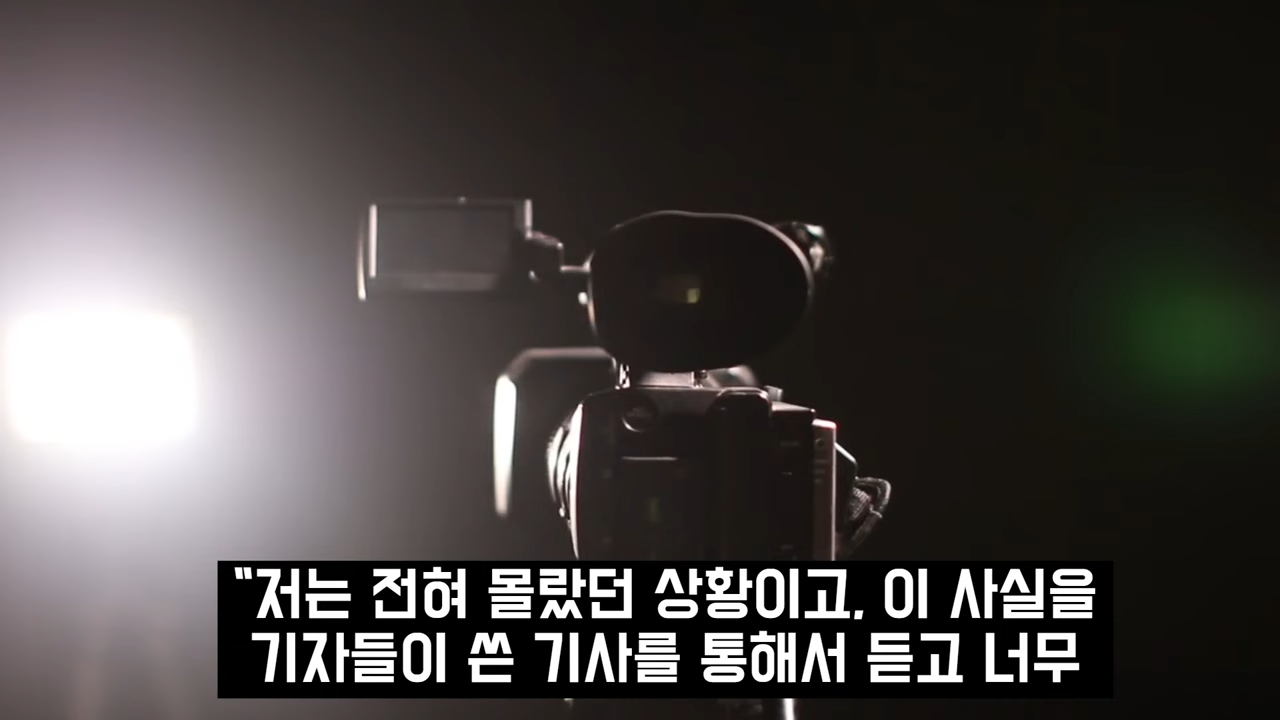 "저는 전혀 몰랐던 상황이고, 이 사실을
기자들이 쓴 기사를 통해서 듣고 너무